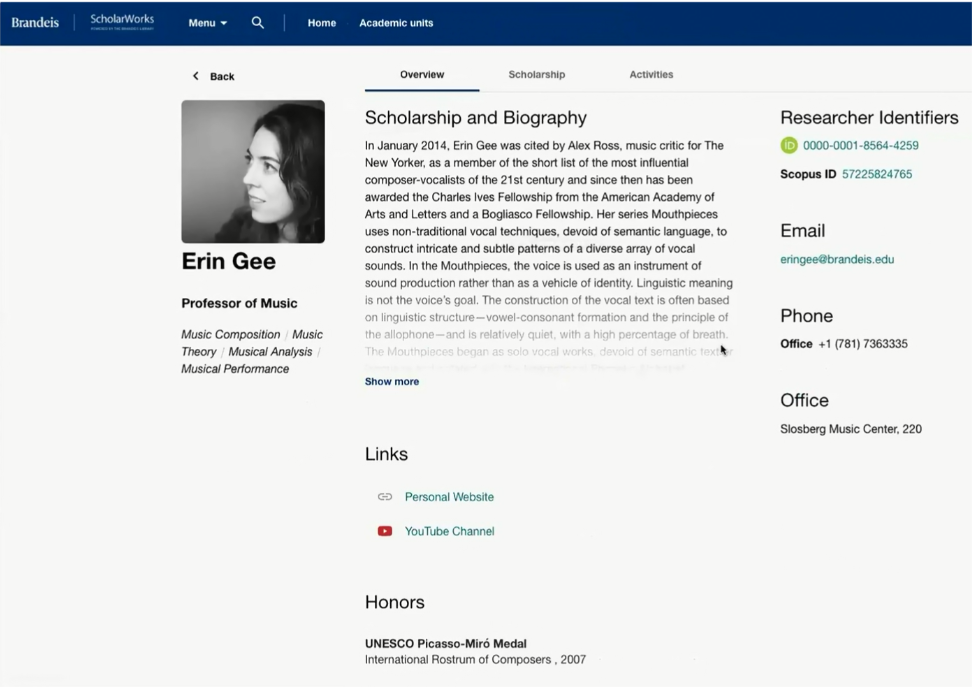 Brandeis
ScholarWorks
Menu
Home
Academic units
Back
Erin Gee
Professor of Music
Music Composition / Music
Theory / Musical Analysis /
Musical Performance
Overview
Scholarship
Activities
Scholarship and Biography
In January 2014, Erin Gee was cited by Alex Ross, music critic for The
New Yorker, as a member of the short list of the most influential
composer-vocalists of the 21st century and since then has been
awarded the Charles Ives Fellowship from the American Academy of
Arts and Letters and a Bogliasco Fellowship. Her series Mouthpieces
uses non-traditional vocal techniques, devoid of semantic language, to
construct intricate and subtle patterns of a diverse array of vocal
sounds. In the Mouthpieces, the voice is used as an instrument of
sound production rather than as a vehicle of identity. Linguistic meaning
is not the voice's goal. The construction of the vocal text is often based
on linguistic structure—vowel-consonant formation and the principle of
the allophone—and is relatively quiet, with a high percentage of breath.
The Mouthpieces began as solo vocal works, devoid of semantic
Show more
Links
Personal Website
YouTube Channel
Honors
UNESCO Picasso-Miró Medal
International Rostrum of Composers , 2007
Researcher Identifiers
iD 0000-0001-8564-4259
Scopus ID 57225824765
Email
eringee@brandeis.edu
Phone
Office +1 (781) 7363335
Office
Slosberg Music Center, 220